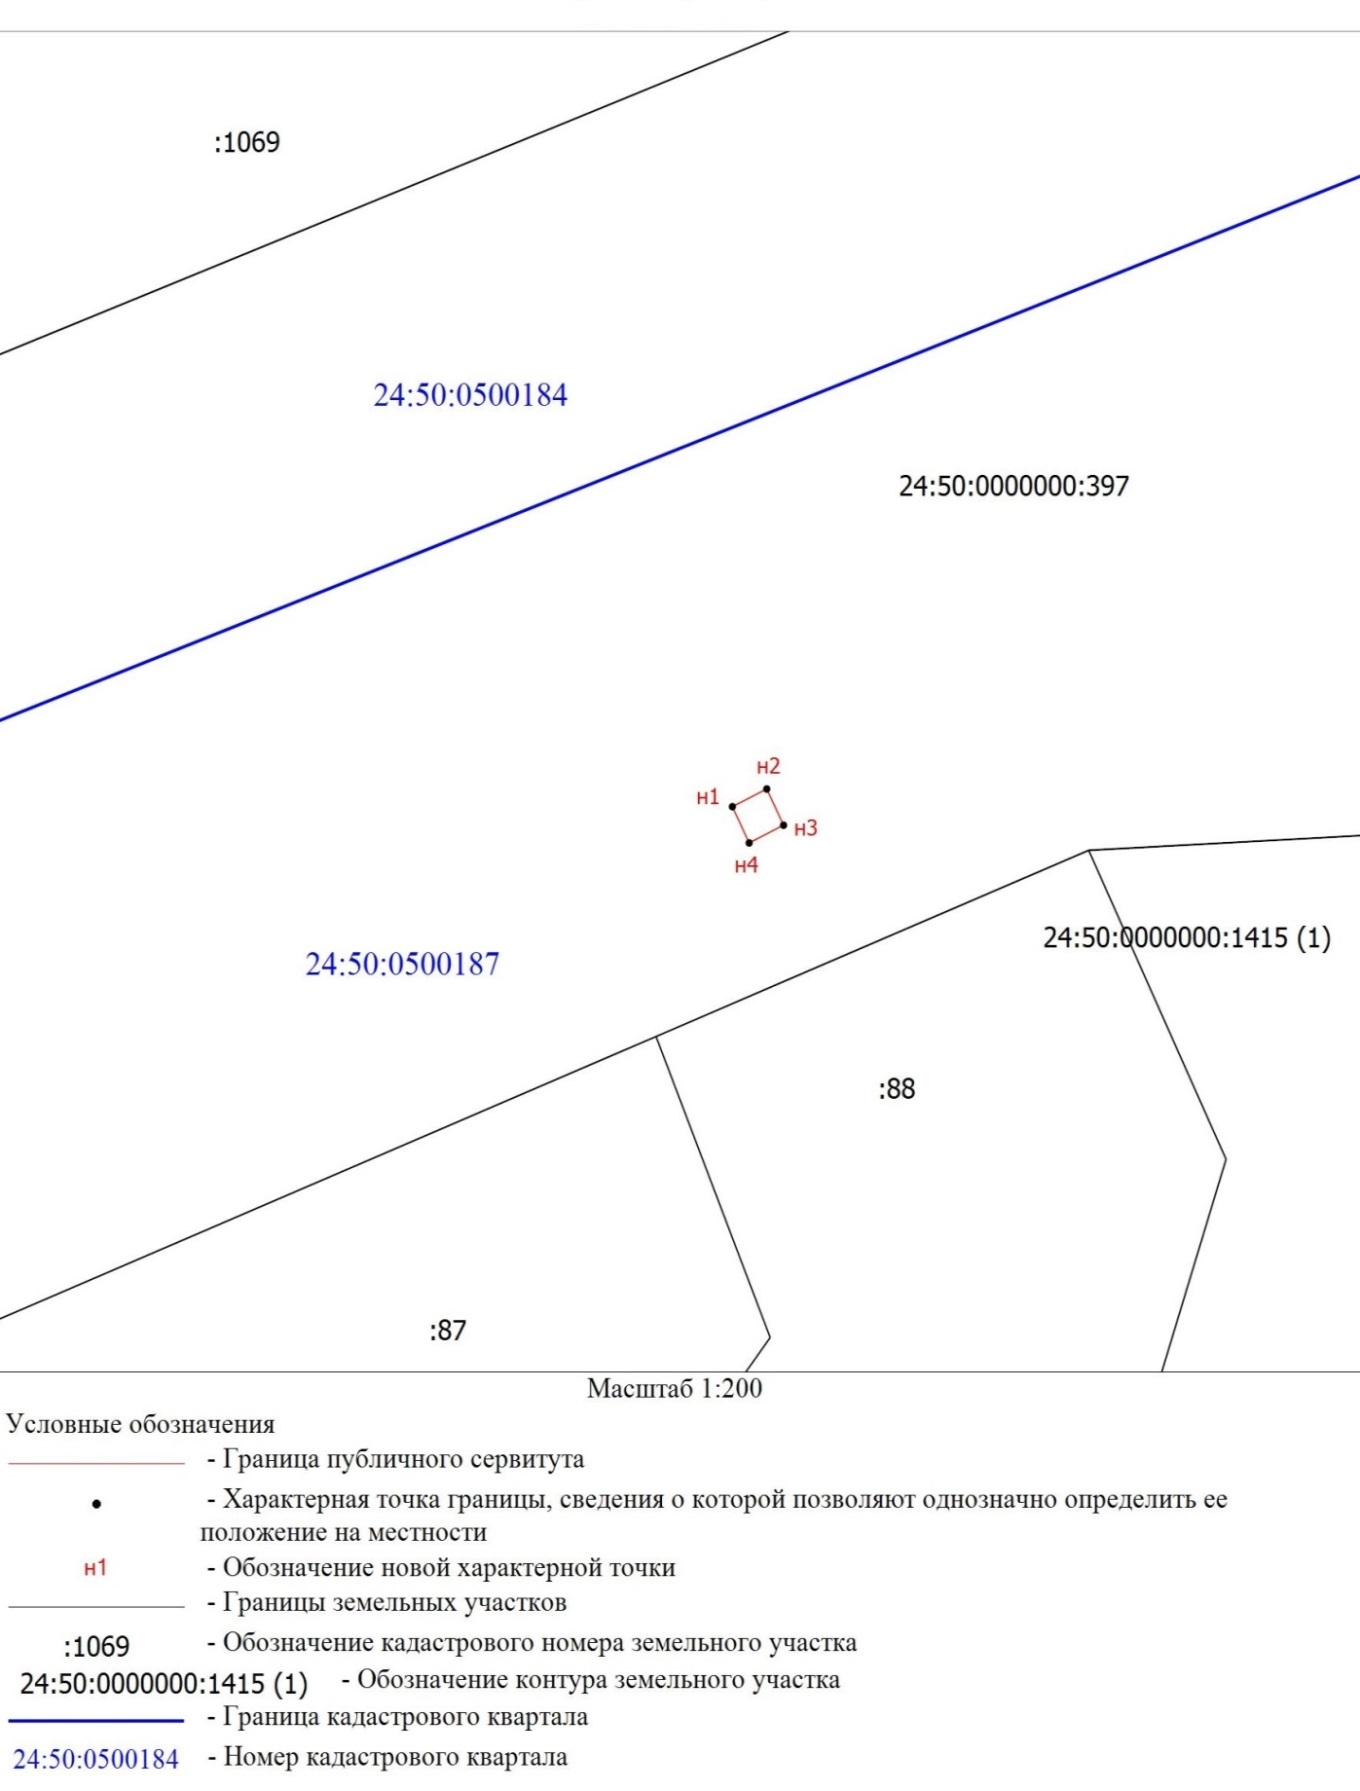 :1069
24:50:0500184
24:50:0000000:397
н2
н1
н3
н4
24:50:0000000:1415 (1)
24:50:0500187
:88
:87
Масштаб 1:200
Условные обозначения
- Граница публичного сервитута
- Характерная точка границы, сведения о которой позволяют однозначно определить ее
положение на местности
н1 - Обозначение новой характерной точки
- Границы земельных участков
:1069 - Обозначение кадастрового номера земельного участка
24:50:0000000:1415 (1) - Обозначение контура земельного участка
- Граница кадастрового квартала
24:50:0500184 - Номер кадастрового квартала